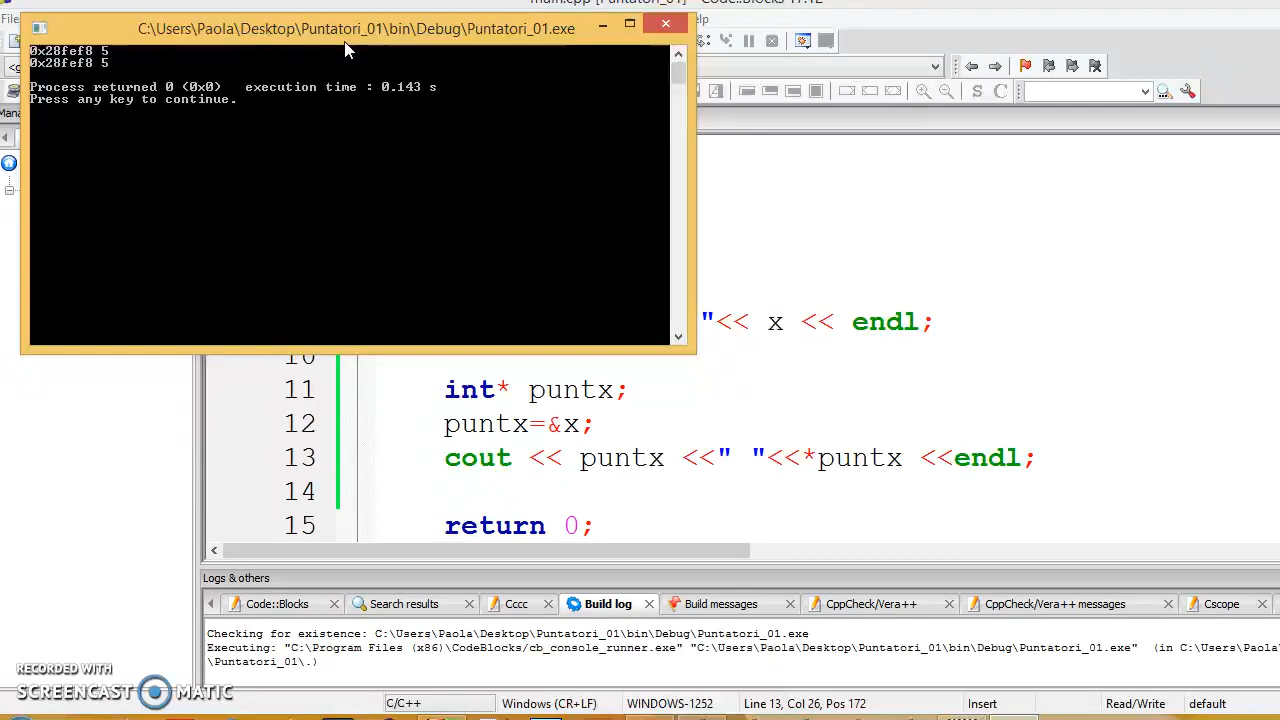 main.cpp [Puntatori_01] - Code::Blocks 17.12
C:\Users\Paola\Desktop\Puntatori_01\bin\Debug\Puntatori_01.exe
0x28fef8 5
0x28fef8 5
Process returned 0 (0x0)   execution time : 0.143 s
Press any key to continue.
S C
"<< x << endl;
10
11 int* puntx;
12 puntx=&x;
13 cout << puntx <<" "<<*puntx <<endl;
14
15 return 0;
Logs & others
Code::Blocks Search results Cccc Build log Build messages CppCheck/Vera++ CppCheck/Vera++ messages Cscope
Checking for existence: C:\Users\Paola\Desktop\Puntatori_01\bin\Debug\Puntatori_01.exe
Executing: "C:\Program Files (x86)\CodeBlocks/cb_console_runner.exe" "C:\Users\Paola\Desktop\Puntatori_01\bin\Debug\Puntatori_01.exe"  (in C:\Users\Paola
\Puntatori_01\.)
RECORDED WITH
SCREENCAST MATIC
C/C++ Windows (CR+LF) WINDOWS-1252 Line 13, Col 26, Pos 172 Insert Read/Write default